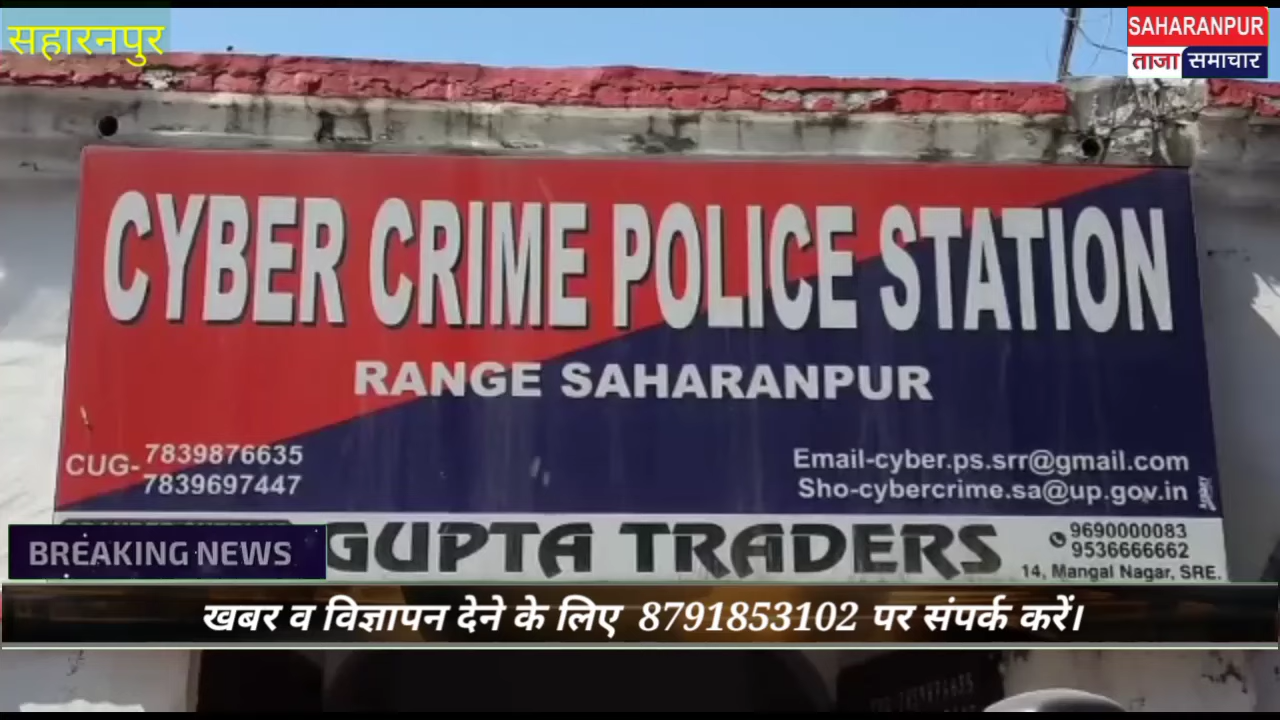 सहारनपुर
SAHARANPUR
ताजा समाचार
CYBER CRIME POLICE STATION
RANGE SAHARANPUR
CUG- 7839876635
7839697447
Email-cyber.ps.srr@gmail.com
Sho-cybercrime.sa@up.gov.in
BREAKING NEWS
GUPTA TRADERS
9690000083
9536666662
14, Mangal Nagar, SRE.
खबर व विज्ञापन देने के लिए 8791853102 पर संपर्क करें।